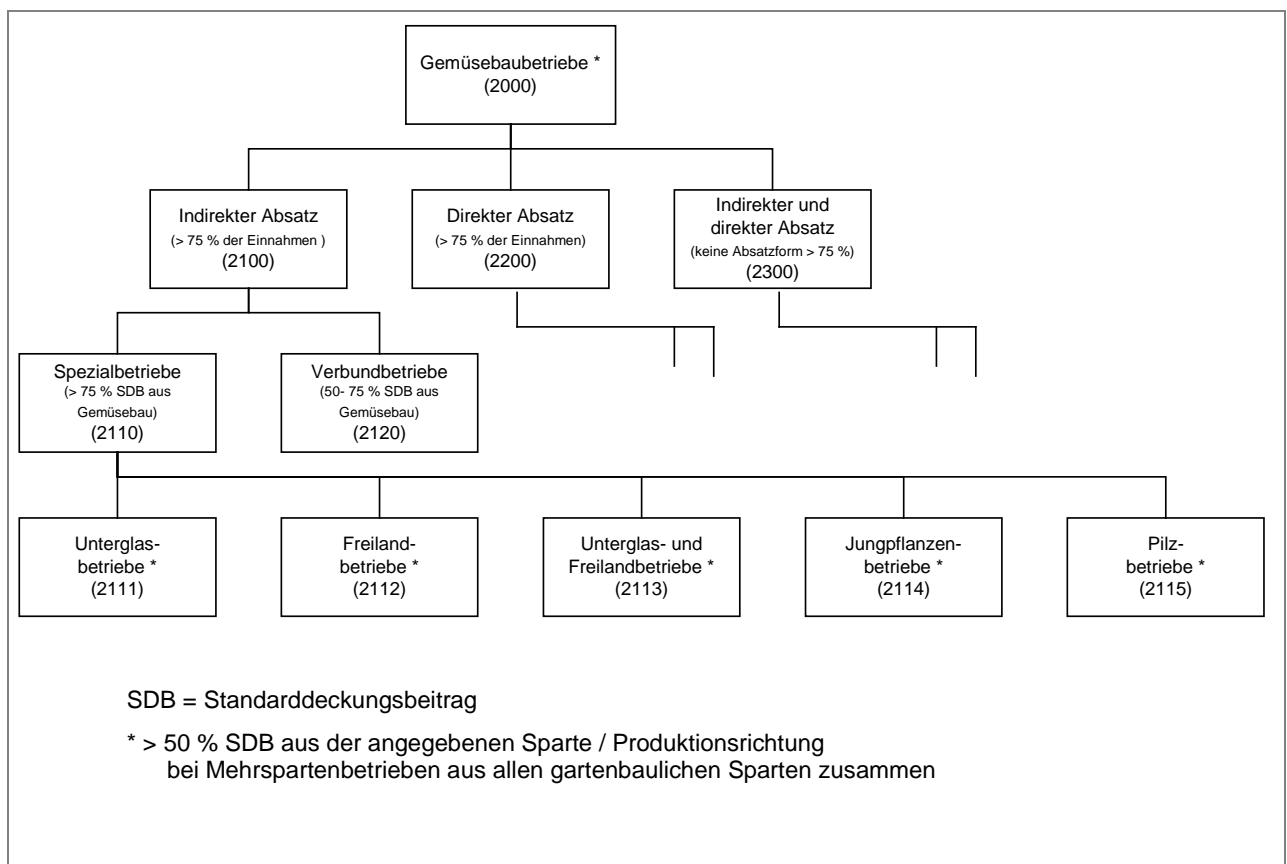 Gemüsebaubetriebe *
(2000)
Indirekter Absatz
(> 75 % der Einnahmen )
(2100)
Direkter Absatz
(> 75 % der Einnahmen)
(2200)
Indirekter und
direkter Absatz
(keine Absatzform > 75 %)
(2300)
Spezialbetriebe
(> 75 % SDB aus
Gemüsebau)
(2110)
Verbundbetriebe
(50- 75 % SDB aus
Gemüsebau)
(2120)
Unterglas-
betriebe *
(2111)
Freiland-
betriebe *
(2112)
Unterglas- und
Freilandbetriebe *
(2113)
Jungpflanzen-
betriebe *
(2114)
Pilz-
betriebe *
(2115)
SDB = Standarddeckungsbeitrag
* > 50 % SDB aus der angegebenen Sparte / Produktionsrichtung
bei Mehrspartenbetrieben aus allen gartenbaulichen Sparten zusammen